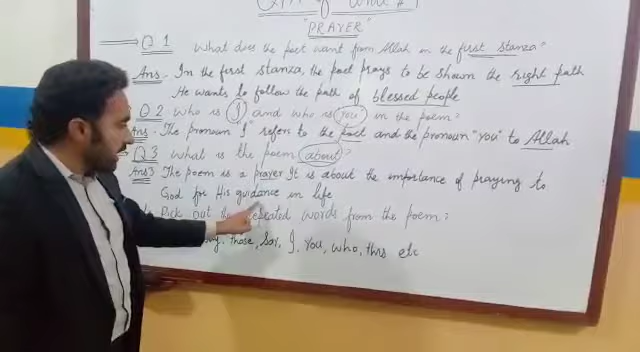 "PRAYER"
Q 1 What does the poet want from Allah in the first stanza?
Ans. In the first stanza, the poet prays to be shown the right path
He wants to follow the path of blessed people
Q 2 Who is I and who is You in the poem?
Ans. The pronoun I refers to the poet and the pronoun "You" to Allah
Q 3 What is the poem about?
Ans 3 The poem is a prayer It is about the importance of praying to
God for His guidance in life
Pick out the repeated words from the poem:
those, Say, I, You, who, this etc